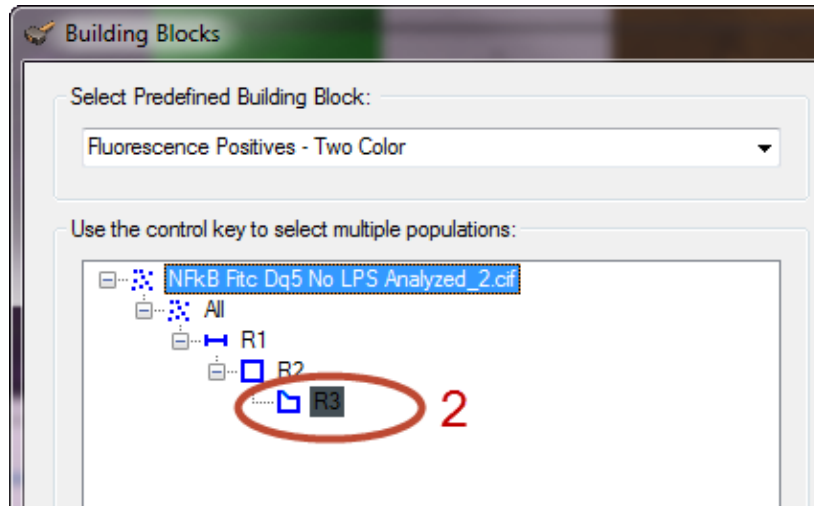 Building Blocks
Select Predefined Building Block:
Fluorescence Positives - Two Color
Use the control key to select multiple populations:
NFkB Fitc Dq5 No LPS Analyzed_2.cif
All
R1
R2
R3 2